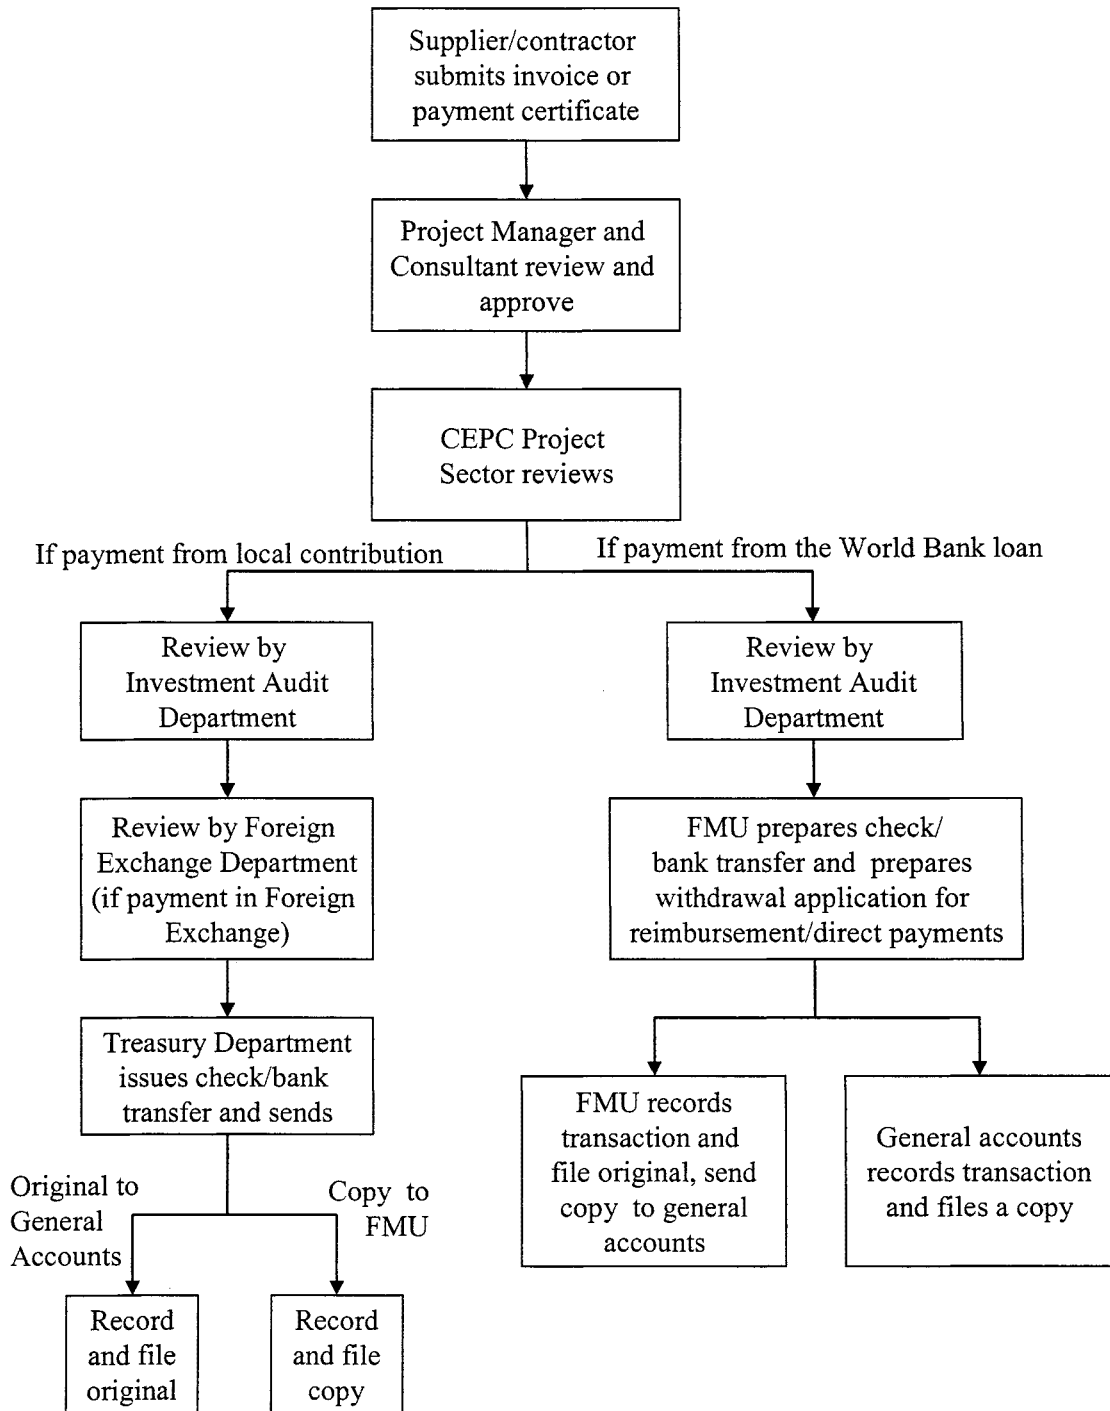 Supplier/contractor
submits invoice or
payment certificate
Project Manager and
Consultant review and
approve
CEPC Project
Sector reviews
If payment from local contribution
If payment from the World Bank loan
Review by
Investment Audit
Department
Review by
Investment Audit
Department
Review by Foreign
Exchange Department
(if payment in Foreign
Exchange)
FMU prepares check/
bank transfer and prepares
withdrawal application for
reimbursement/direct payments
Treasury Department
issues check/bank
transfer and sends
FMU records
transaction and
file original, send
copy to general
accounts
General accounts
records transaction
and files a copy
Original to
General
Accounts
Copy to
FMU
Record
and file
original
Record
and file
copy